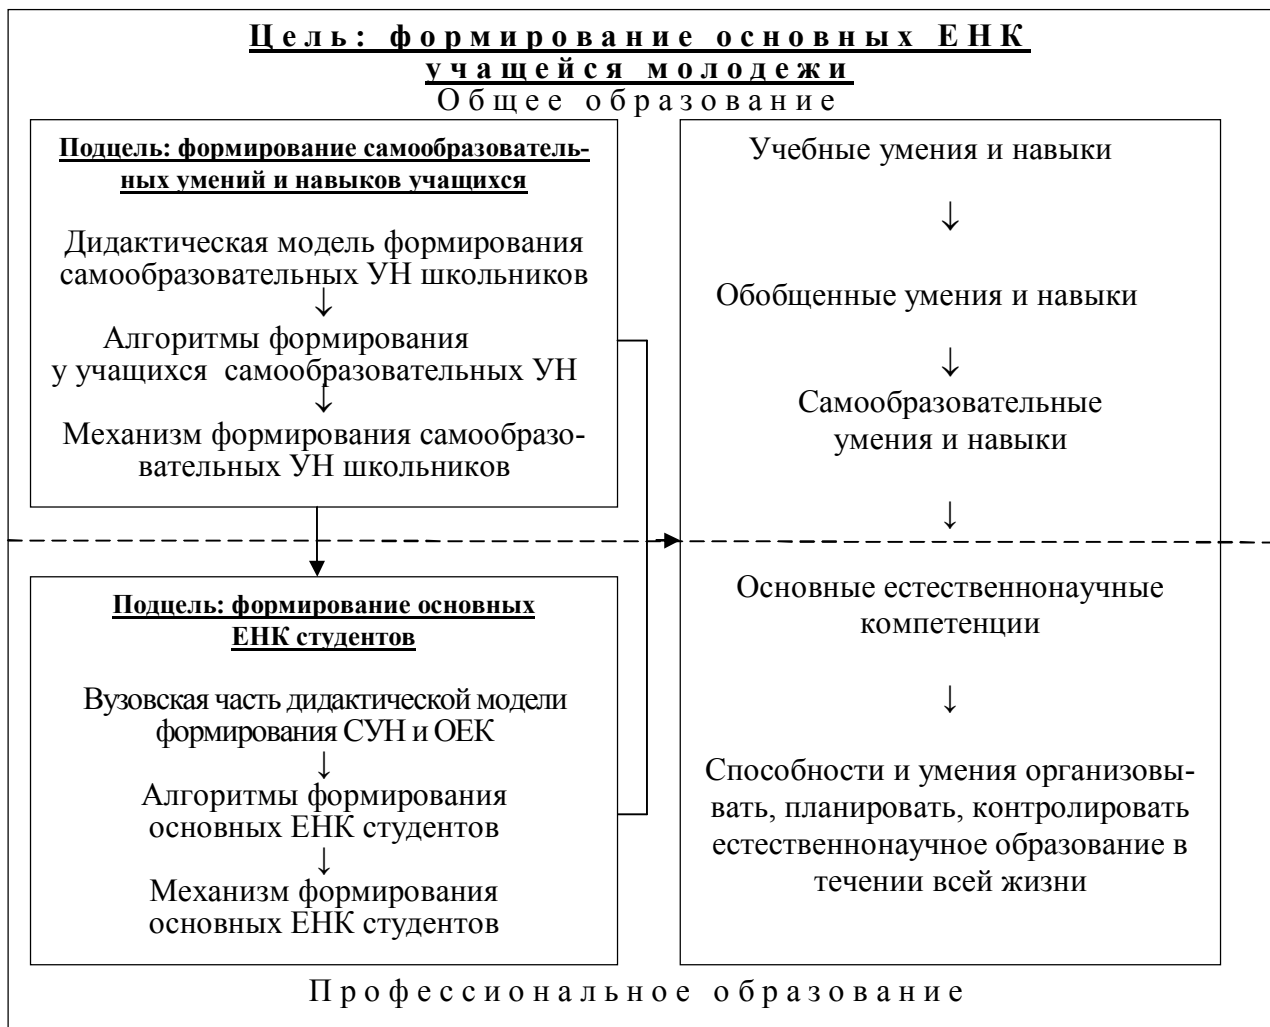 Цель: формирование основных ЕНК
учащейся молодежи
Общее образование
Подцель: формирование самообразователь-
ных умений и навыков учащихся
Дидактическая модель формирования
самообразовательных УН школьников
↓
Алгоритмы формирования
у учащихся самообразовательных УН
↓
Механизм формирования самообразо-
вательных УН школьников
Подцель: формирование основных
ЕНК студентов
Вузовская часть дидактической модели
формирования СУН и ОЕК
↓
Алгоритмы формирования
основных ЕНК студентов
↓
Механизм формирования
основных ЕНК студентов
Учебные умения и навыки
↓
Обобщенные умения и навыки
↓
Самообразовательные
умения и навыки
↓
Основные естественнонаучные
компетенции
↓
Способности и умения организовы-
вать, планировать, контролировать
естественнонаучное образование в
течении всей жизни
Профессиональное образование